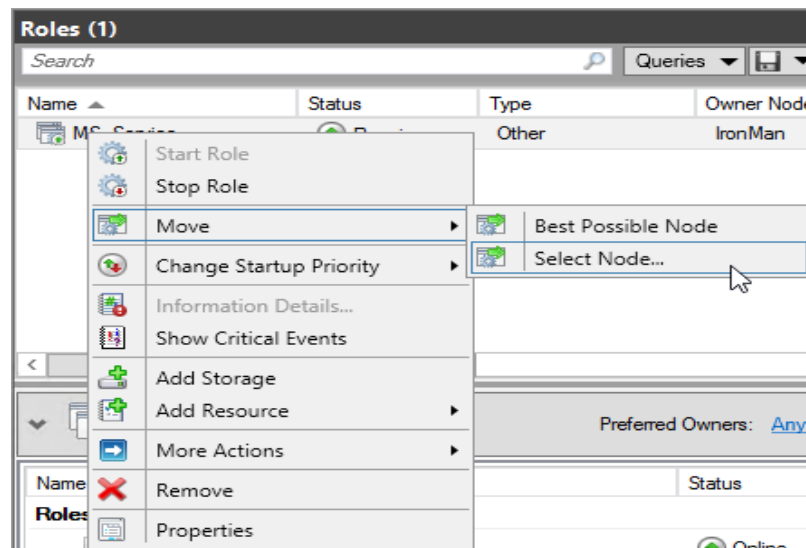 Roles (1)
Search Queries
Name Status Type Owner Node
Other IronMan
Start Role
Stop Role
Move Best Possible Node
Change Startup Priority Select Node...
Information Details...
Show Critical Events
Add Storage
Add Resource Preferred Owners: Any
More Actions
Name Status
Remove
Roles
Properties
Online